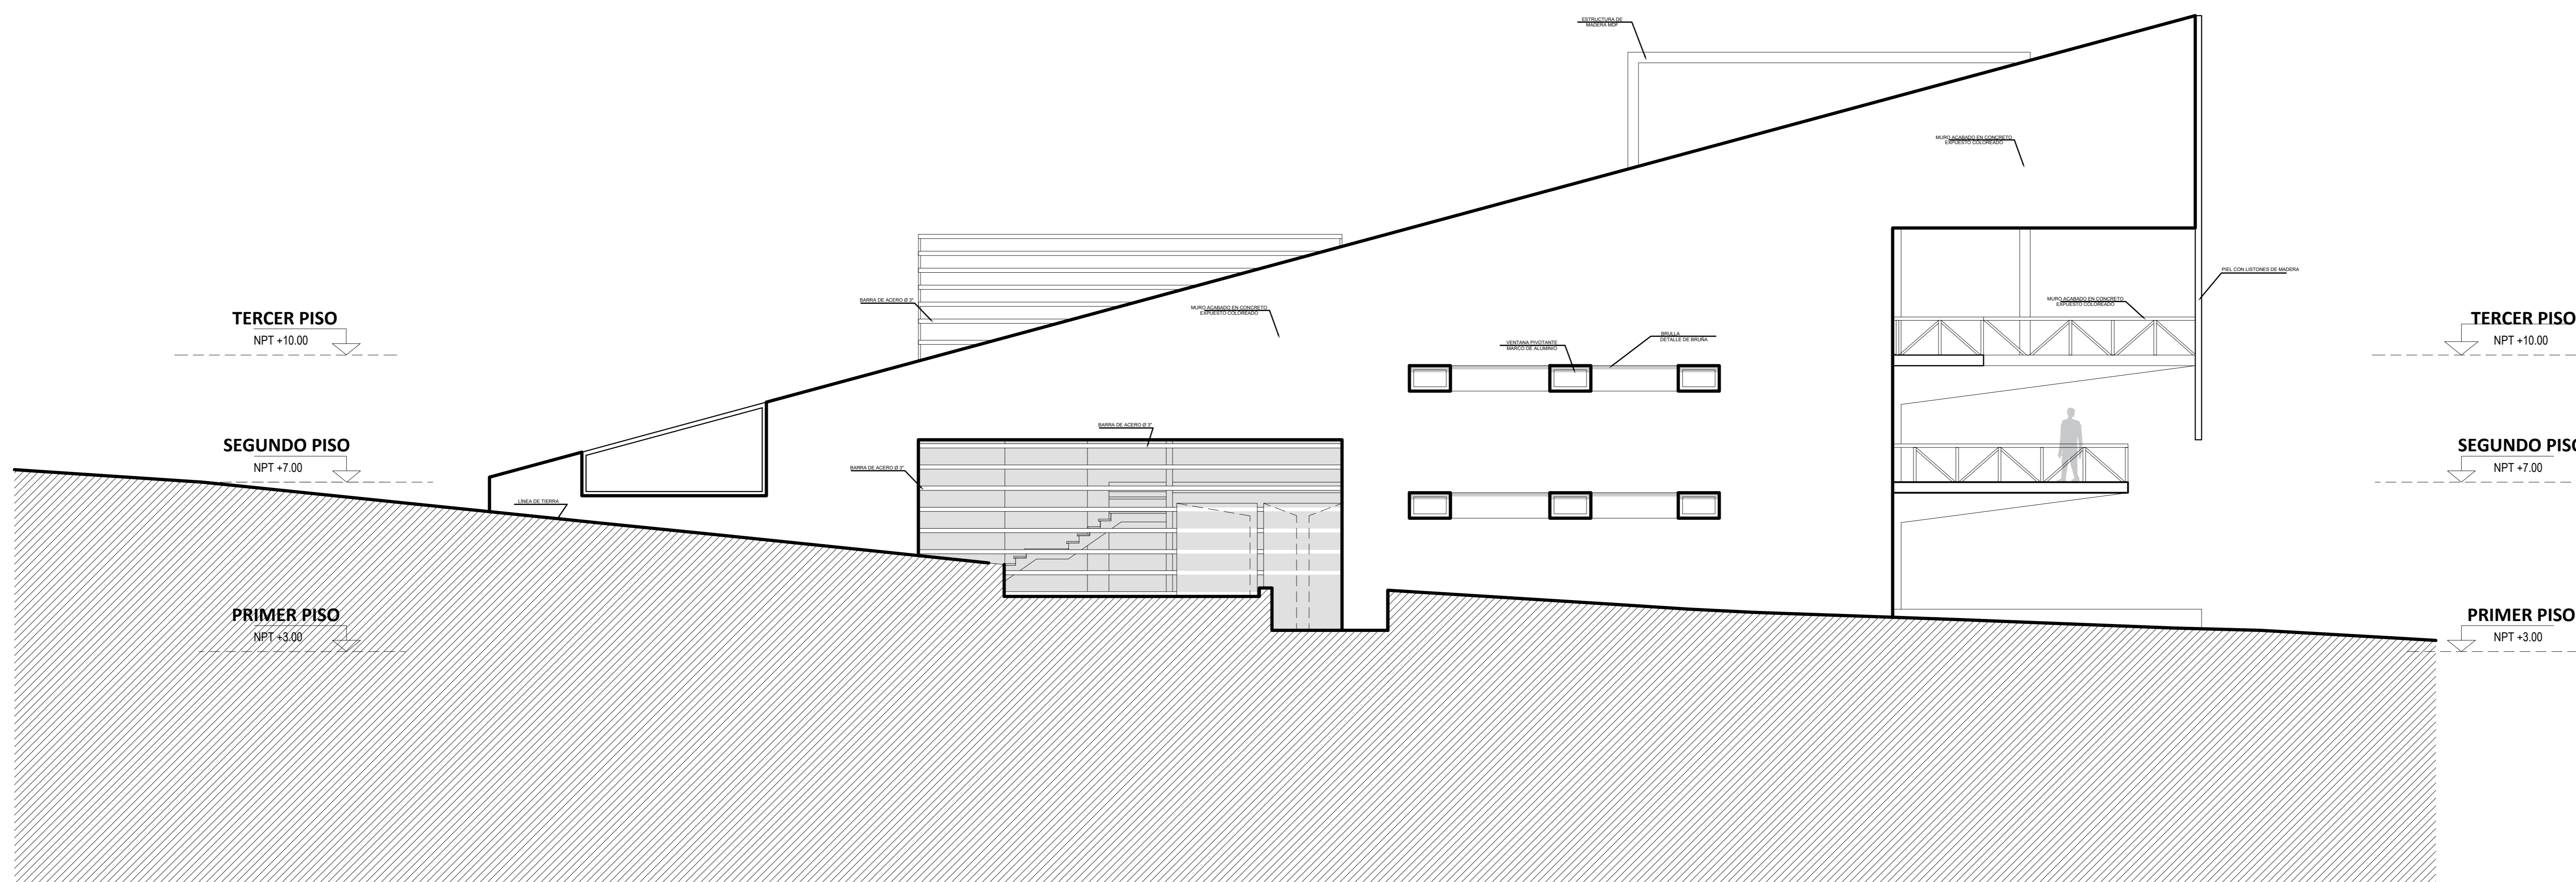 ESTRUCTURA DE
MADERA MDF
MURO ACABADO EN CONCRETO
EXPUESTO COLOREADO
PIEL CON LISTONES DE MADERA
BARRA DE ACERO Ø 3"
MURO ACABADO EN CONCRETO
EXPUESTO COLOREADO
MURO ACABADO EN CONCRETO
EXPUESTO COLOREADO
TERCER PISO
NPT +10.00
TERCER PISO
NPT +10.00
VENTANA PIVOTANTE
MARCO DE ALUMINIO
BRUÑA
DETALLE DE BRUÑA
BARRA DE ACERO Ø 3"
SEGUNDO PISO
NPT +7.00
BARRA DE ACERO Ø 3"
SEGUNDO PISO
NPT +7.00
LÍNEA DE TIERRA
PRIMER PISO
NPT +3.00
PRIMER PISO
NPT +3.00